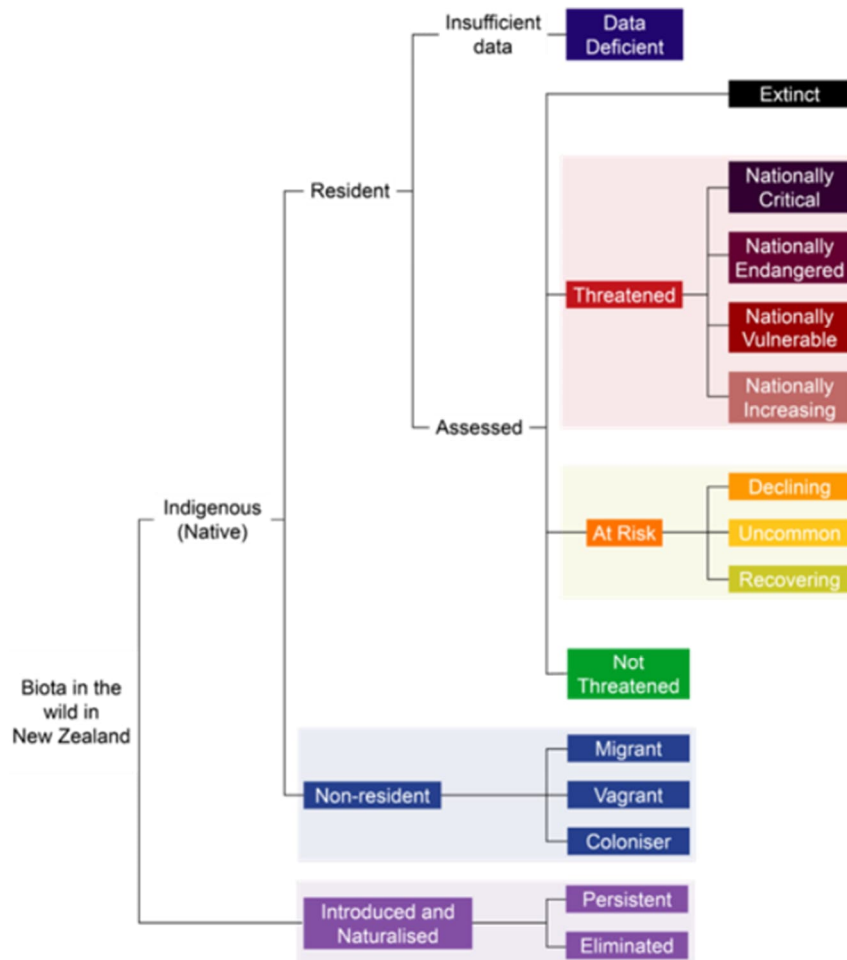 Insufficient
data
Data
Deficient
Extinct
Resident
Nationally
Critical
Nationally
Endangered
Threatened
Nationally
Vulnerable
Nationally
Increasing
Assessed
Indigenous
(Native)
Declining
At Risk
Uncommon
Recovering
Not
Threatened
Biota in the
wild in
New Zealand
Migrant
Non-resident
Vagrant
Coloniser
Introduced and
Naturalised
Persistent
Eliminated